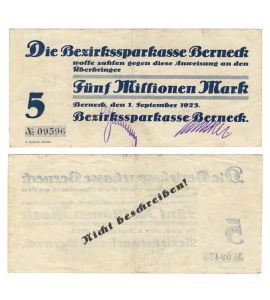 Die Bezirkssparkasse Berneck
wolle zahlen gegen diese Anweisung an den
Überbringer
Fünf Millionen Mark
5
Berneck, den 1. September 1923.
Bezirkssparkasse Berneck.
№ 09596
Nicht beschreiben!